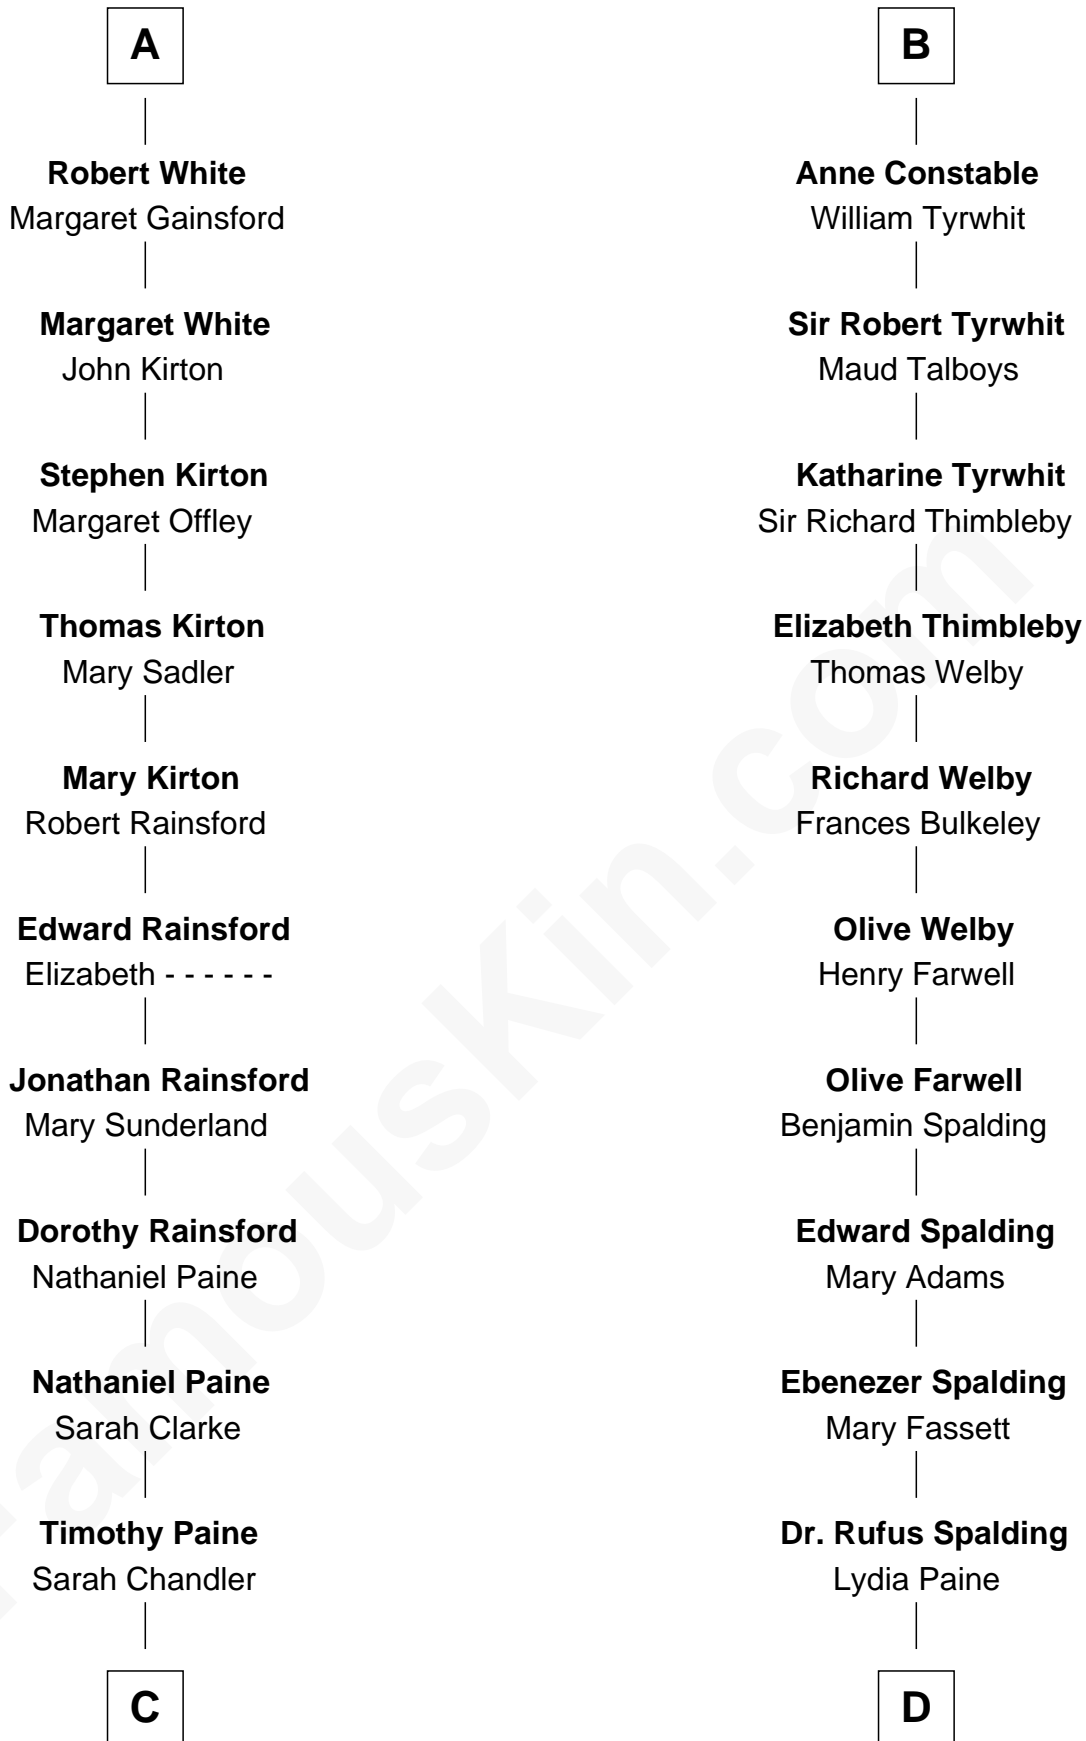 A
Robert White
Margaret Gainsford
Margaret White
John Kirton
Stephen Kirton
Margaret Offley
Thomas Kirton
Mary Sadler
Mary Kirton
Robert Rainsford
Edward Rainsford
Elizabeth - - - - - -
Jonathan Rainsford
Mary Sunderland
Dorothy Rainsford
Nathaniel Paine
Nathaniel Paine
Sarah Clarke
Timothy Paine
Sarah Chandler
C
B
Anne Constable
William Tyrwhit
Sir Robert Tyrwhit
Maud Talboys
Katharine Tyrwhit
Sir Richard Thimbleby
Elizabeth Thimbleby
Thomas Welby
Richard Welby
Frances Bulkeley
Olive Welby
Henry Farwell
Olive Farwell
Benjamin Spalding
Edward Spalding
Mary Adams
Ebenezer Spalding
Mary Fassett
Dr. Rufus Spalding
Lydia Paine
D
FamousKin.com